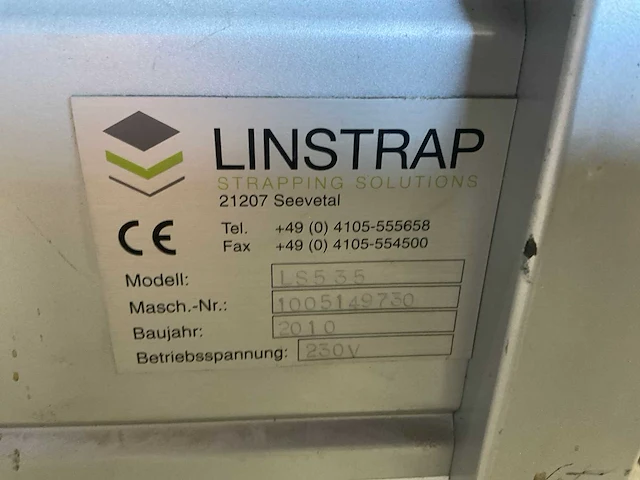 LINSTRAP
STRAPPING SOLUTIONS
21207 Seevetal
CE
Tel. +49 (0) 4105-555658
Fax +49 (0) 4105-554500
Modell: LS535
Masch.-Nr.: 1005149730
Baujahr: 2010
Betriebsspannung: 230V